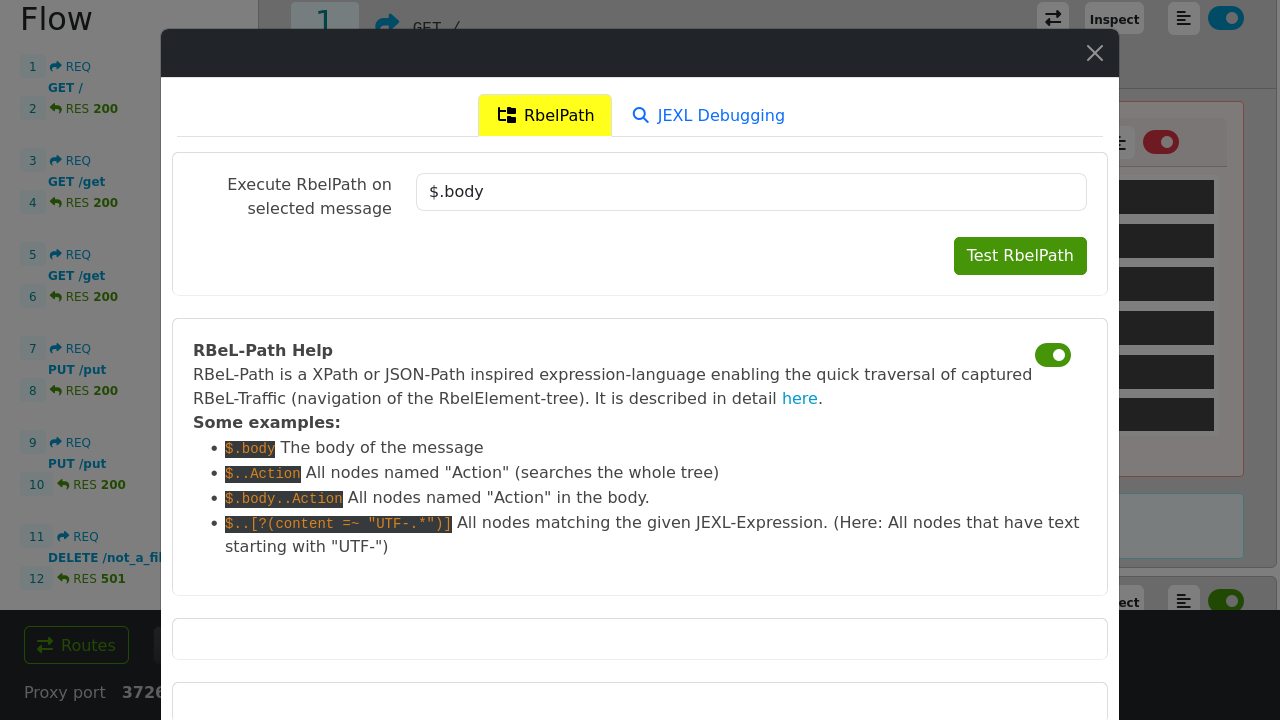 Flow
1 REQ
GET /
2 RES 200
3 REQ
GET /get
4 RES 200
5 REQ
GET /get
6 RES 200
7 REQ
PUT /put
8 RES 200
9 REQ
PUT /put
10 RES 200
11 REQ
DELETE /not_a_fil
12 RES 501
Routes
Proxy port 3726
1 GET /
Inspect
RbelPath
JEXL Debugging
Execute RbelPath on
selected message
$.body
Test RbelPath
RBeL-Path Help
RBeL-Path is a XPath or JSON-Path inspired expression-language enabling the quick traversal of captured
RBeL-Traffic (navigation of the RbelElement-tree). It is described in detail here.
Some examples:
• $.body The body of the message
• $..Action All nodes named "Action" (searches the whole tree)
• $.body..Action All nodes named "Action" in the body.
• $..[?(content =~ "UTF-.*")] All nodes matching the given JEXL-Expression. (Here: All nodes that have text
starting with "UTF-")
ect